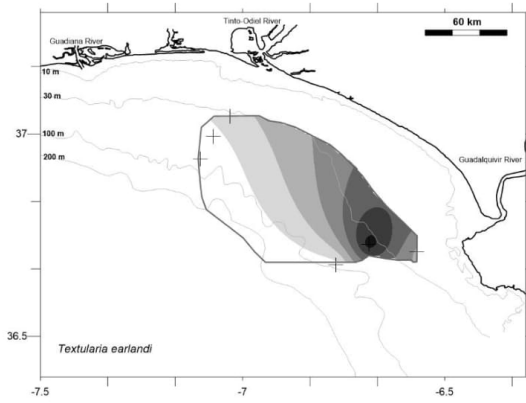 Tinto-Odiel River
60 km
Guadiana River
10 m
30 m
37
100 m
Guadalquivir River
200 m
36.5
Textularia earlandi
-7.5
-7
-6.5